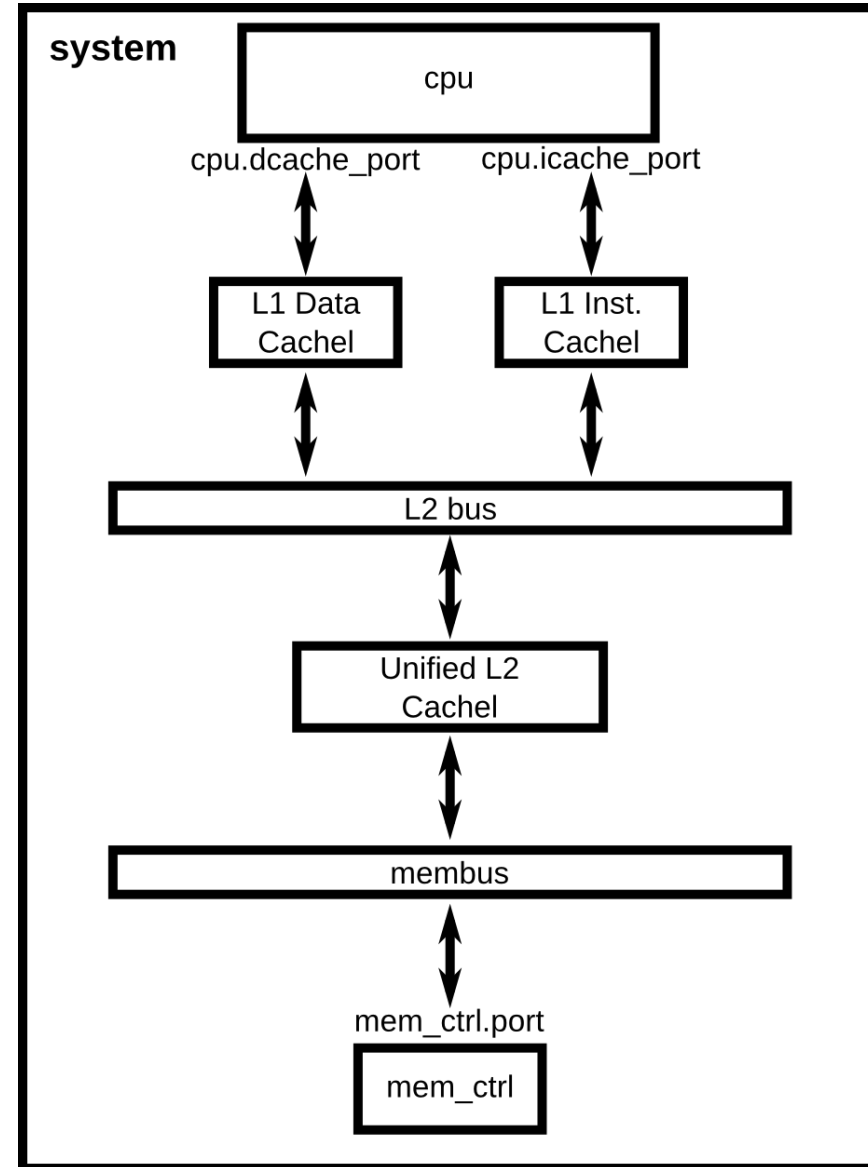 system
cpu
cpu.dcache_port
cpu.icache_port
L1 Data
Cachel
L1 Inst.
Cachel
L2 bus
Unified L2
Cachel
membus
mem_ctrl.port
mem_ctrl